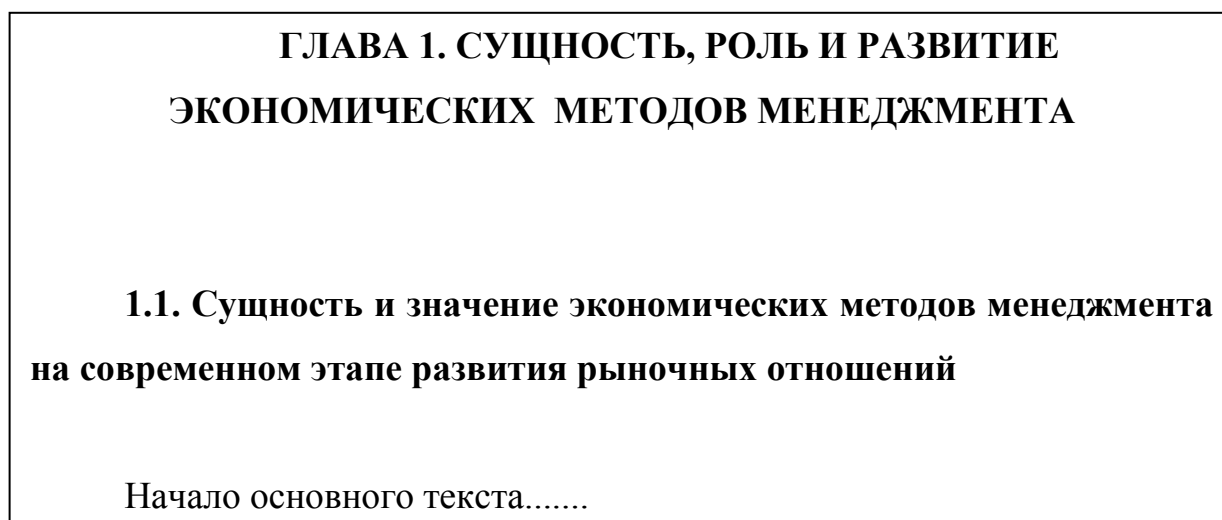 ГЛАВА 1. СУЩНОСТЬ, РОЛЬ И РАЗВИТИЕ
ЭКОНОМИЧЕСКИХ МЕТОДОВ МЕНЕДЖМЕНТА
1.1. Сущность и значение экономических методов менеджмента
на современном этапе развития рыночных отношений
Начало основного текста.......